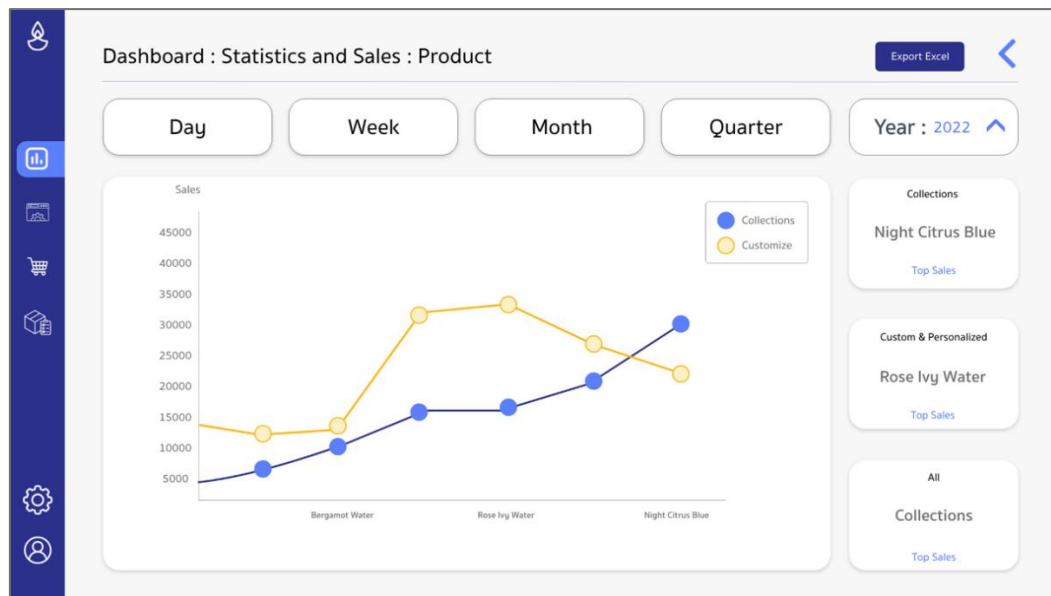 Dashboard : Statistics and Sales : Product
Export Excel
Day
Week
Month
Quarter
Year : 2022
Sales
45000
40000
35000
30000
25000
20000
15000
10000
5000
Collections
Customize
Bergamot Water
Rose Ivy Water
Night Citrus Blue
Collections
Night Citrus Blue
Top Sales
Custom & Personalized
Rose Ivy Water
Top Sales
All
Collections
Top Sales